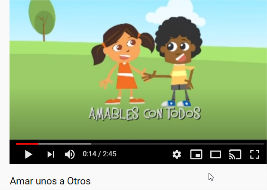 AMABLES CON TODOS
0:14 / 2:45
Amar unos a Otros